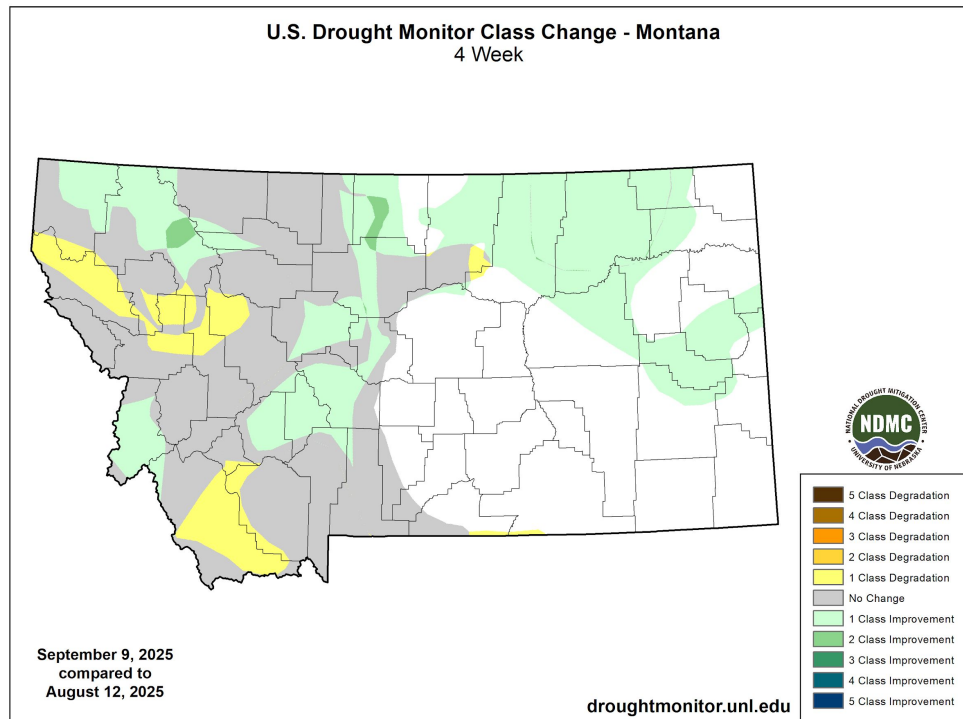 U.S. Drought Monitor Class Change - Montana
4 Week
NATIONAL DROUGHT MITIGATION CENTER
NDMC
UNIVERSITY OF NEBRASKA
5 Class Degradation
4 Class Degradation
3 Class Degradation
2 Class Degradation
1 Class Degradation
No Change
1 Class Improvement
2 Class Improvement
3 Class Improvement
4 Class Improvement
5 Class Improvement
September 9, 2025
compared to
August 12, 2025
droughtmonitor.unl.edu